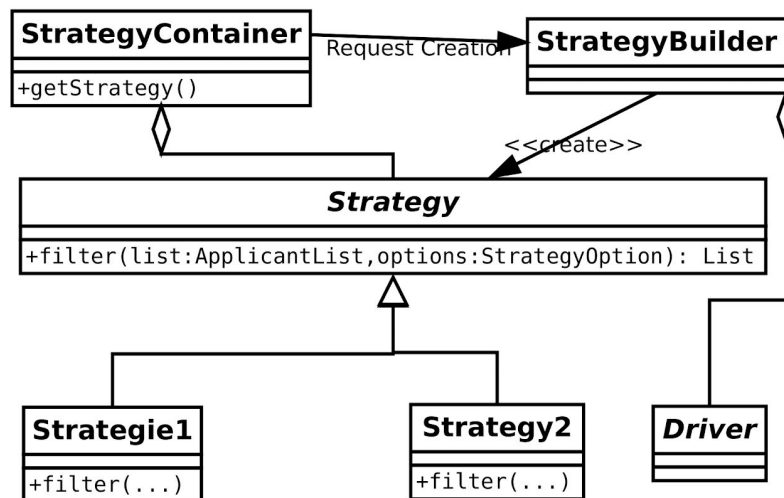 StrategyContainer
Request Creation
StrategyBuilder
+getStrategy()
<<create>>
Strategy
+filter(list:ApplicantList,options:StrategyOption): List
Strategie1
Strategy2
Driver
+filter(...)
+filter(...)